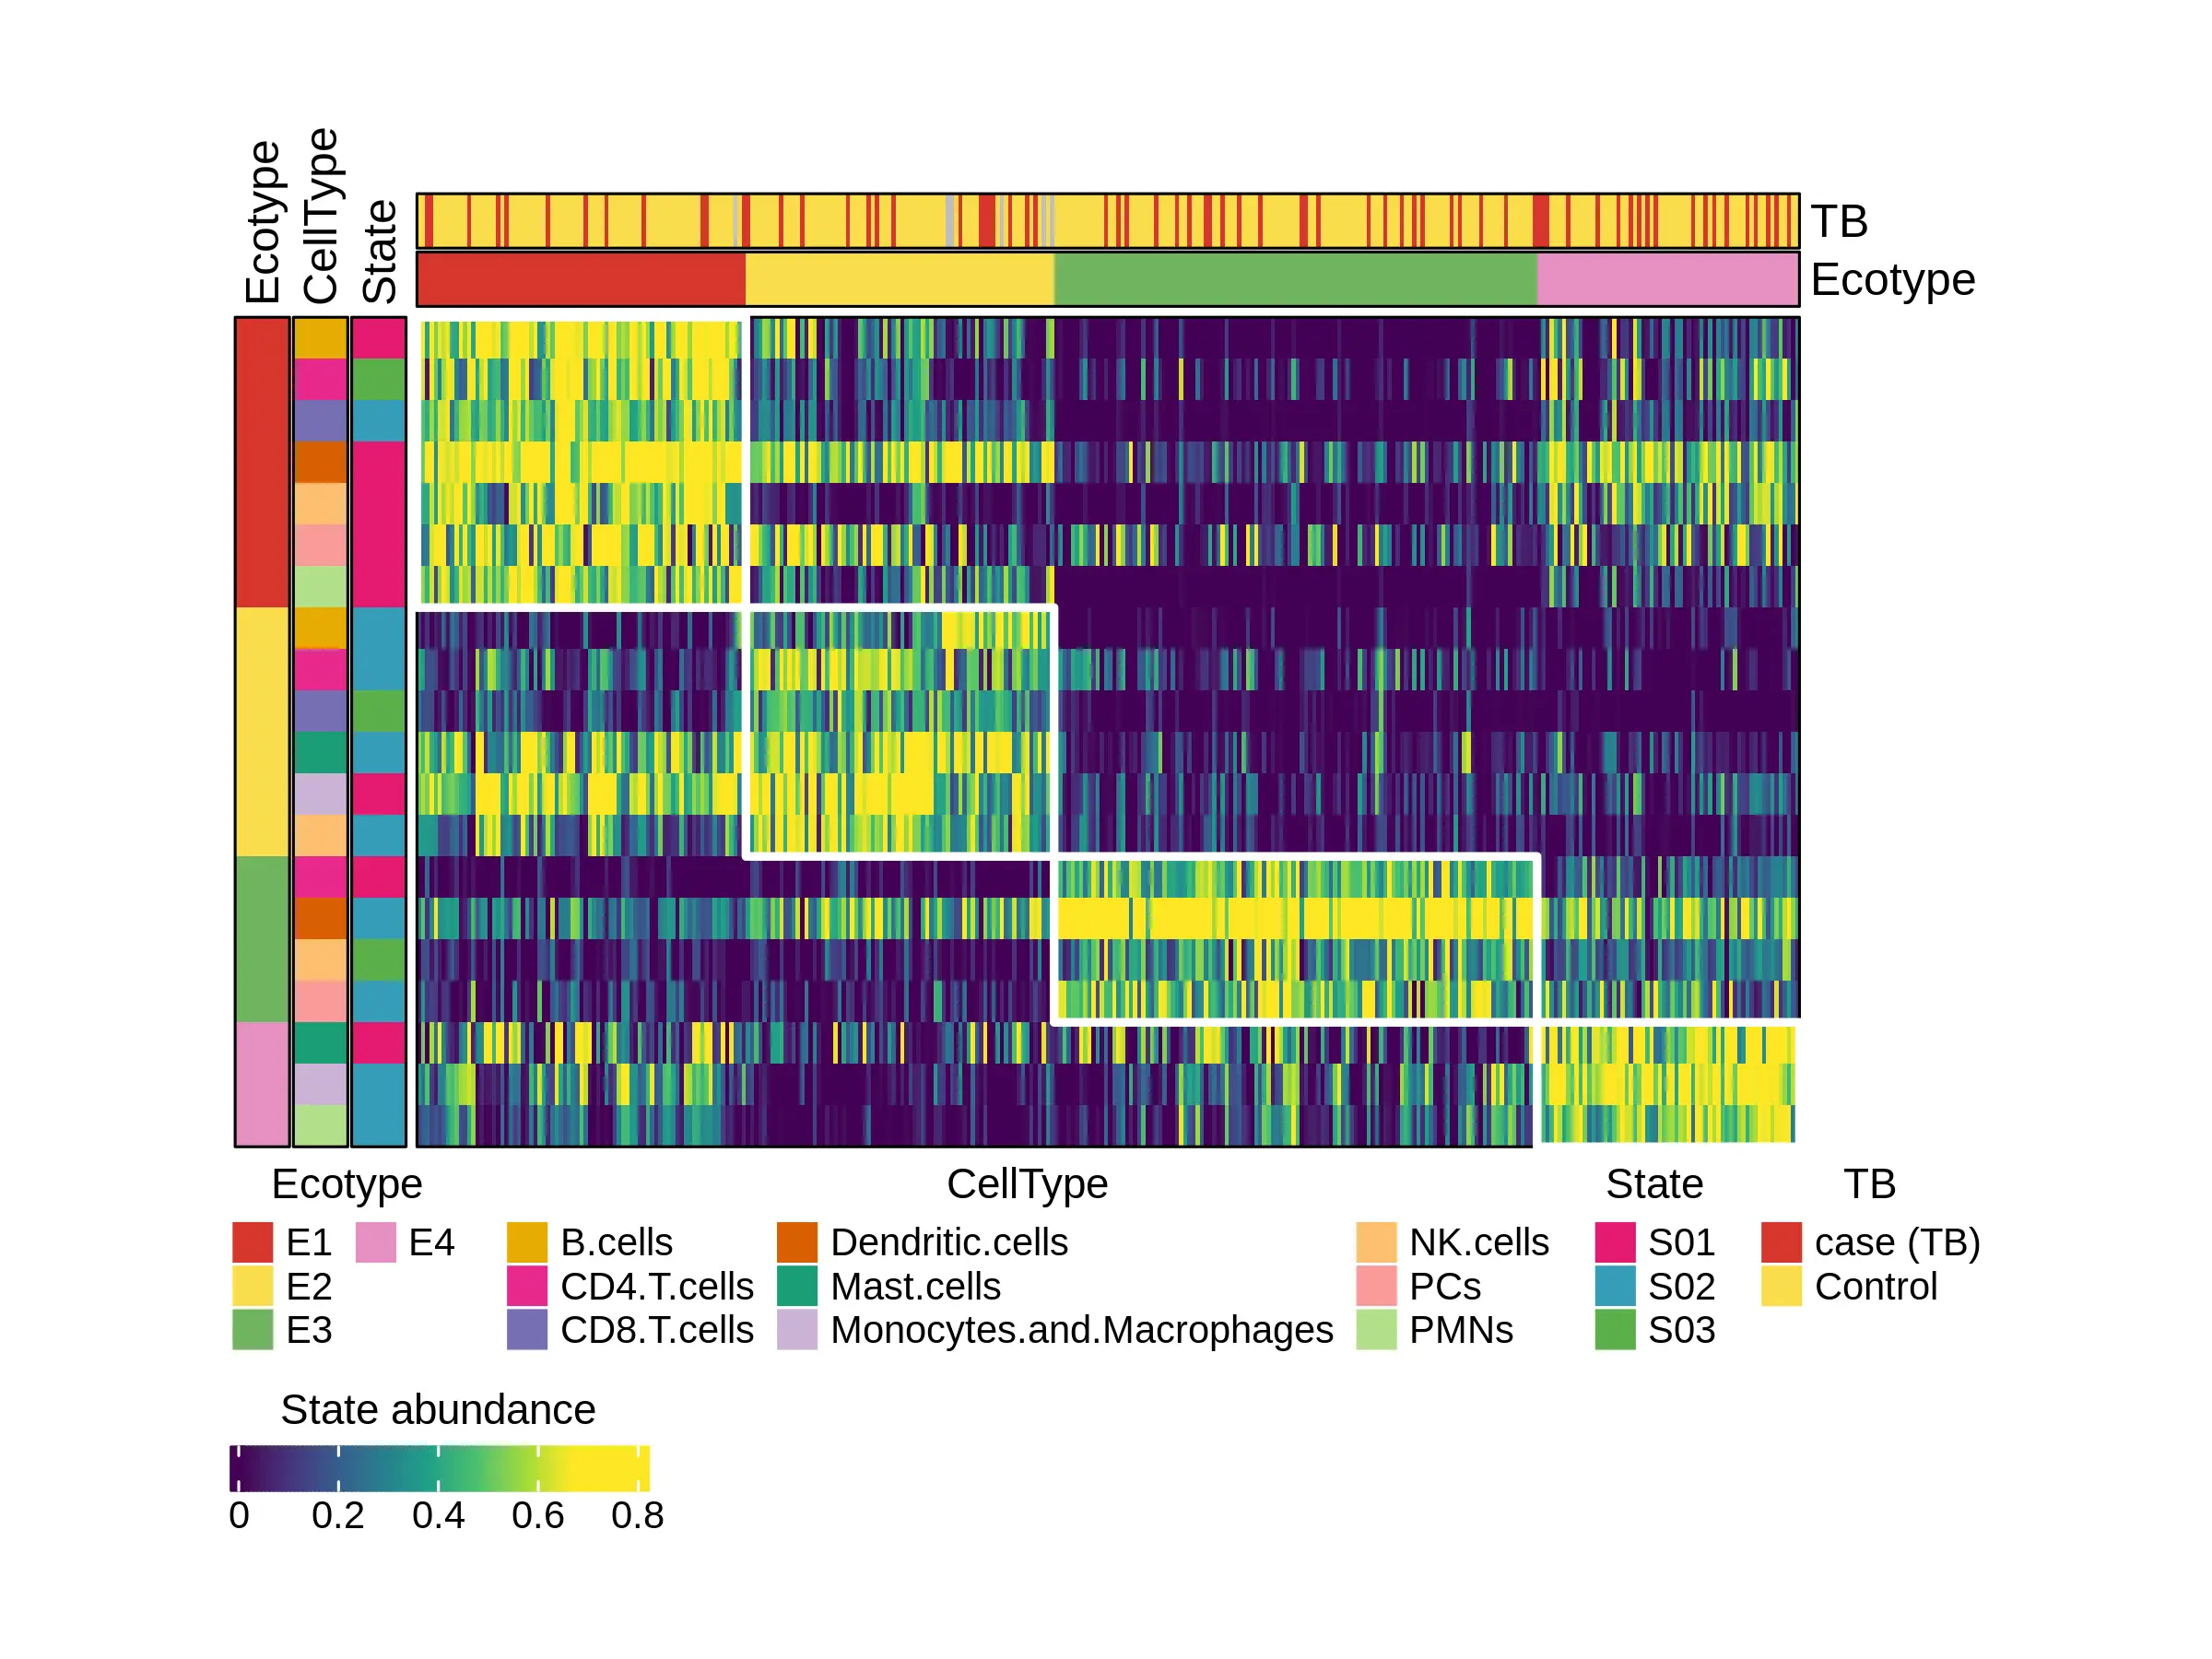 Ecotype
CellType
State
TB
Ecotype
Ecotype CellType State TB
E1 E4 B.cells Dendritic.cells NK.cells S01 case (TB)
E2 CD4.T.cells Mast.cells PCs S02 Control
E3 CD8.T.cells Monocytes.and.Macrophages PMNs S03
State abundance
0 0.2 0.4 0.6 0.8